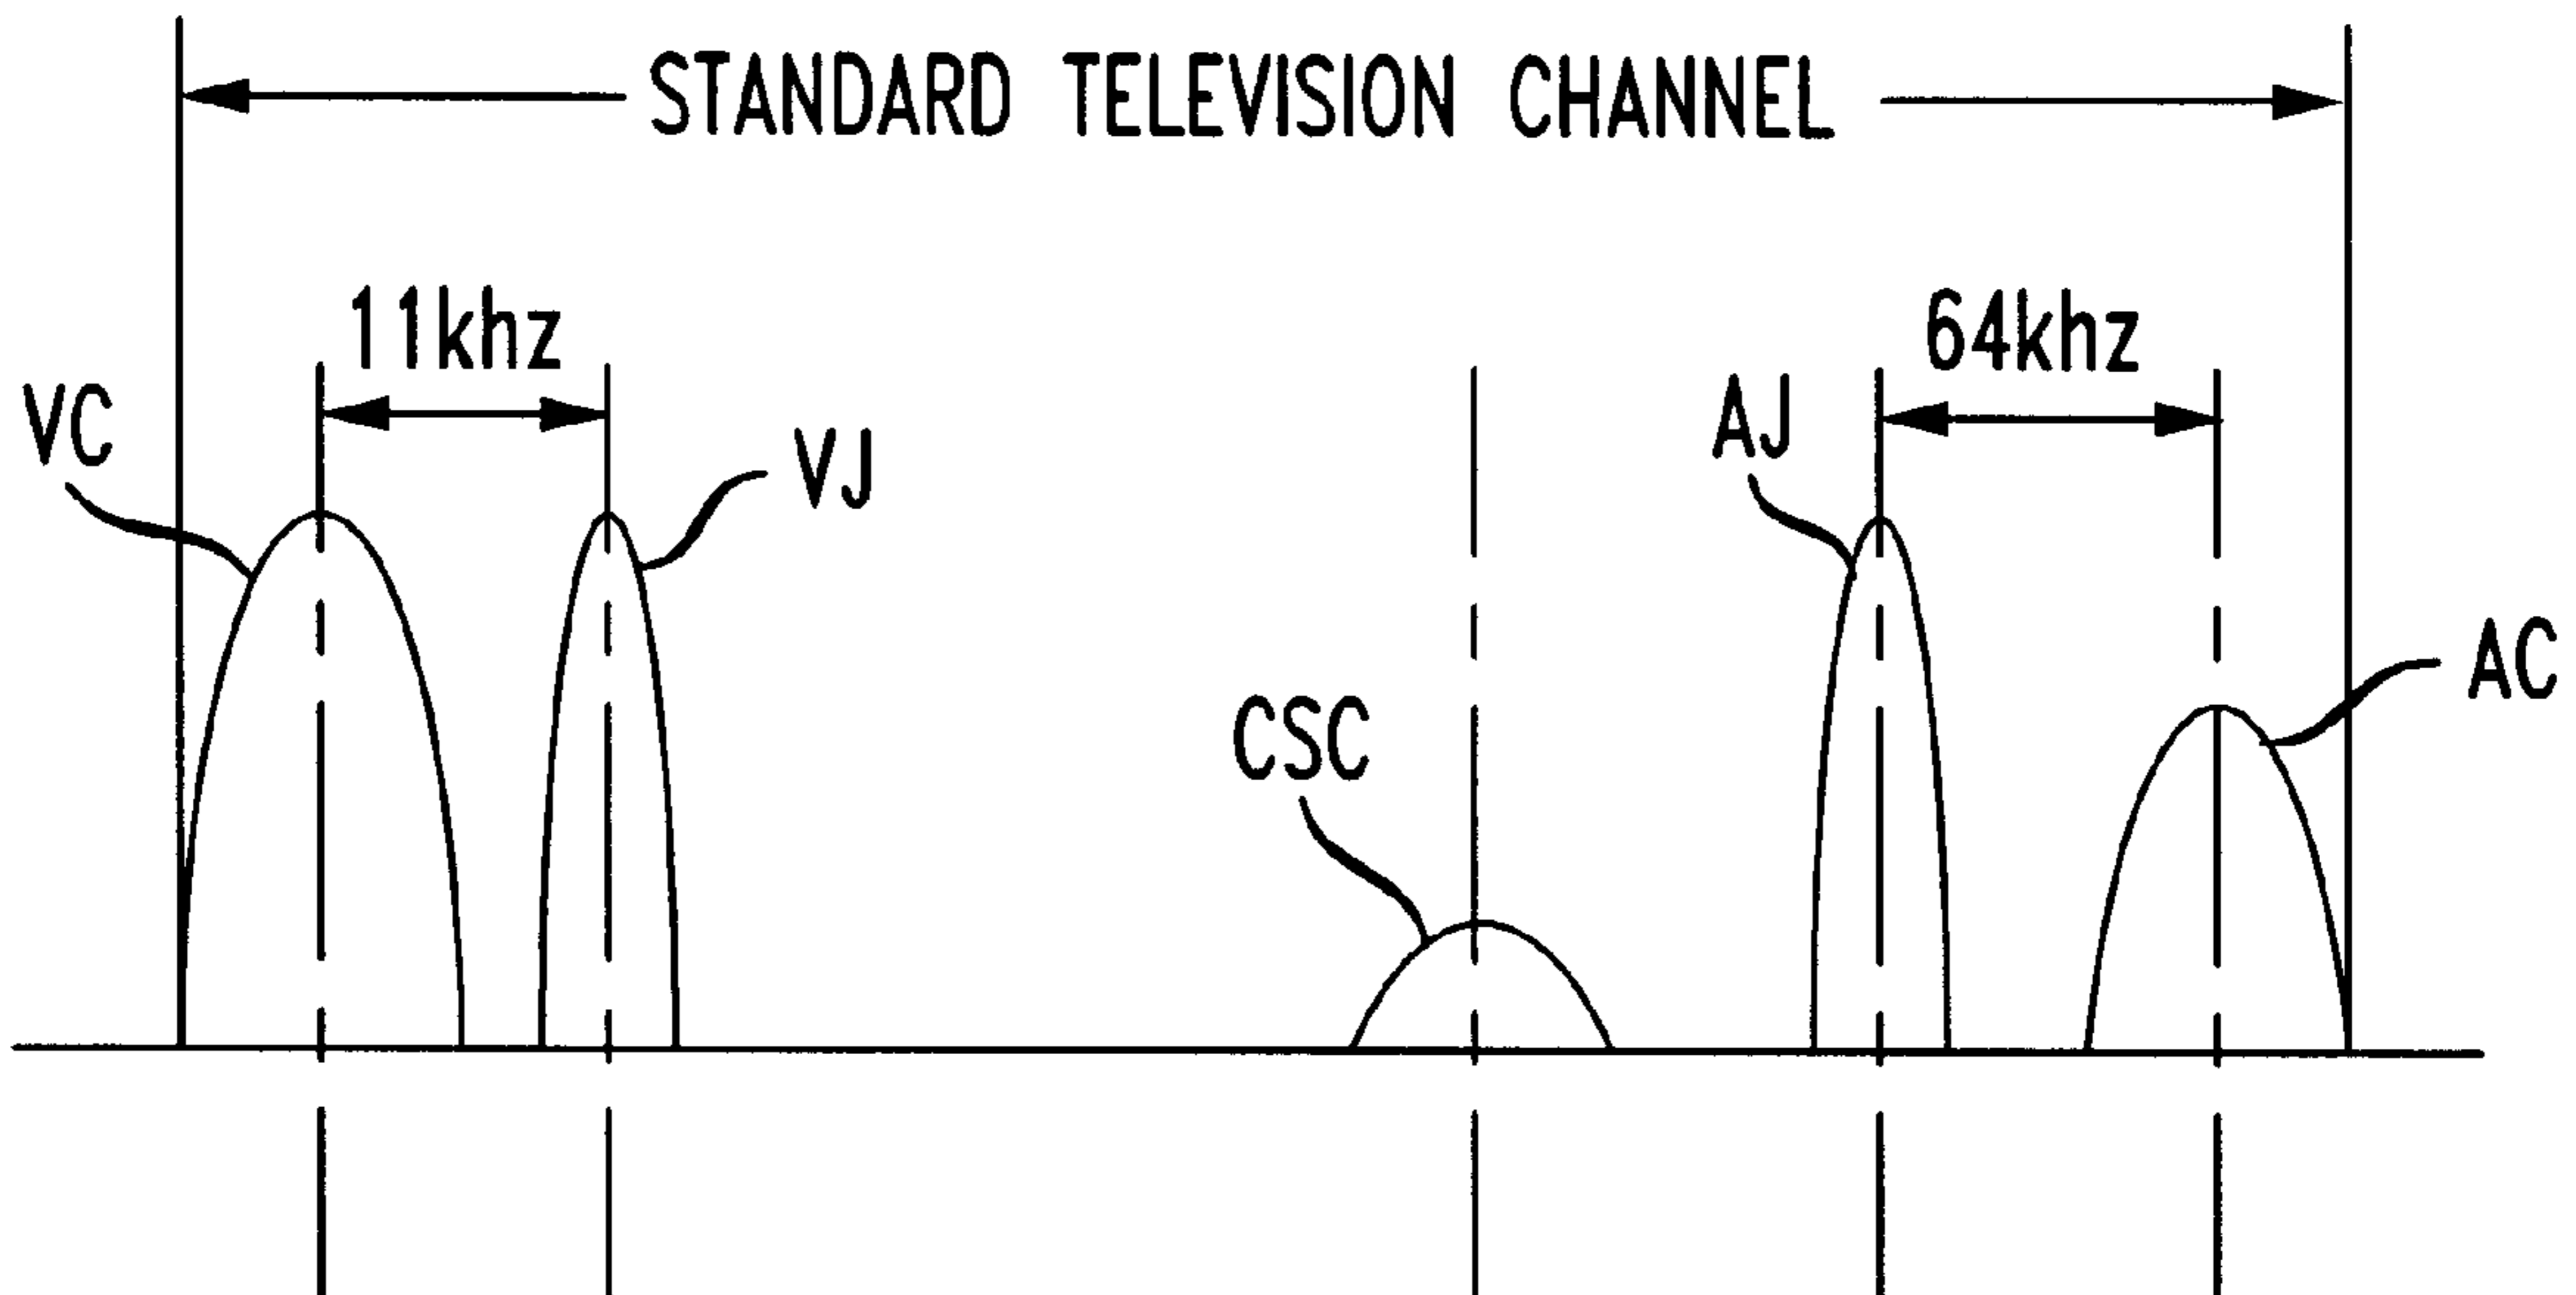 STANDARD TELEVISION CHANNEL
11khz
64khz
VC
VJ
AJ
AC
CSC